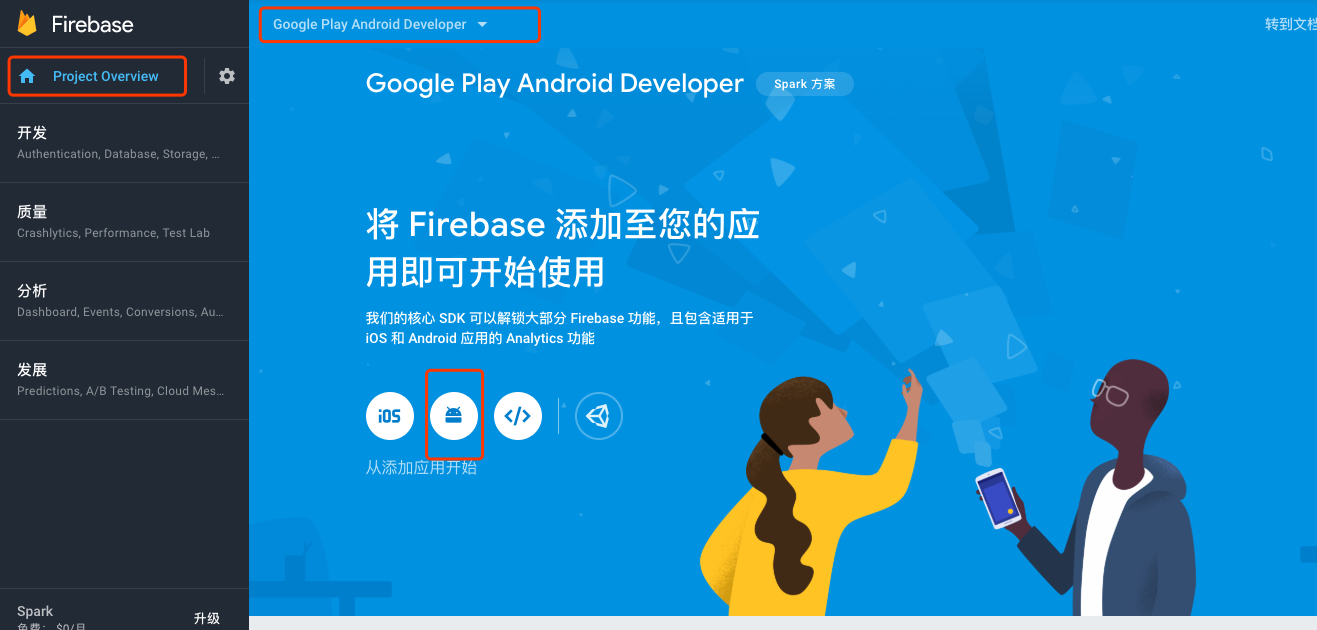 Firebase
Project Overview
开发
Authentication, Database, Storage, ...
质量
Crashlytics, Performance, Test Lab
分析
Dashboard, Events, Conversions, Au...
发展
Predictions, A/B Testing, Cloud Mes...
Spark
免费： $0/月
升级
Google Play Android Developer
转到文档
Google Play Android Developer
Spark 方案
将 Firebase 添加至您的应
用即可开始使用
我们的核心 SDK 可以解锁大部分 Firebase 功能，且包含适用于
iOS 和 Android 应用的 Analytics 功能
iOS
</>
从添加应用开始